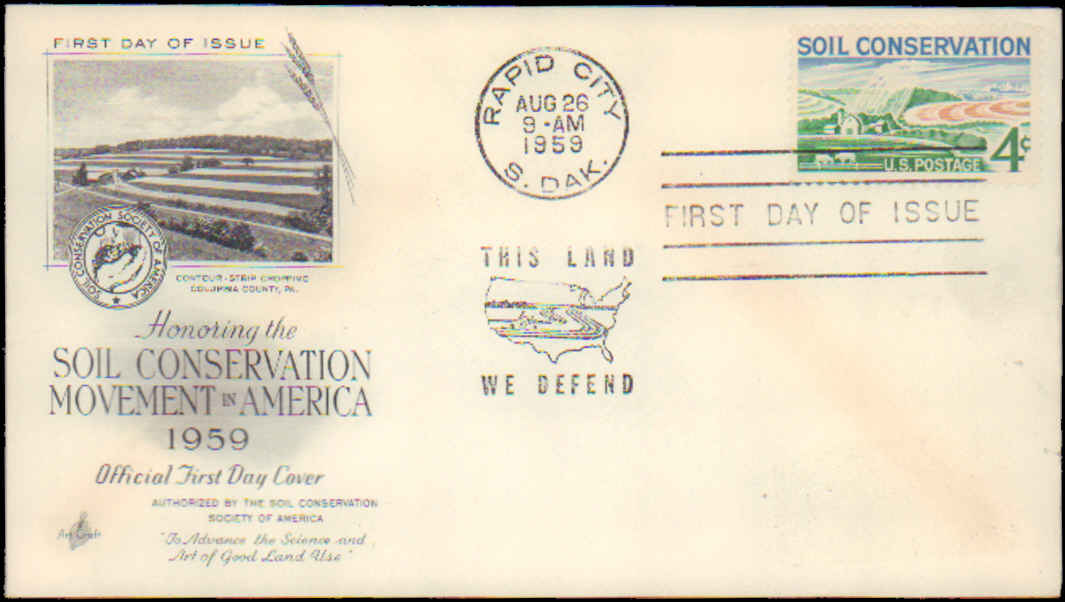 FIRST DAY OF ISSUE
SOIL CONSERVATION SOCIETY OF AMERICA
CONTOUR-STRIP CROPPING
COLUMBIA COUNTY, PA.
Honoring the
SOIL CONSERVATION
MOVEMENT IN AMERICA
1959
Official First Day Cover
AUTHORIZED BY THE SOIL CONSERVATION
SOCIETY OF AMERICA
"To Advance the Science and
Art of Good Land Use"
Art Craft
RAPID CITY
AUG 26
9-AM
1959
S. DAK.
THIS LAND
WE DEFEND
SOIL CONSERVATION
4¢
U.S. POSTAGE
FIRST DAY OF ISSUE